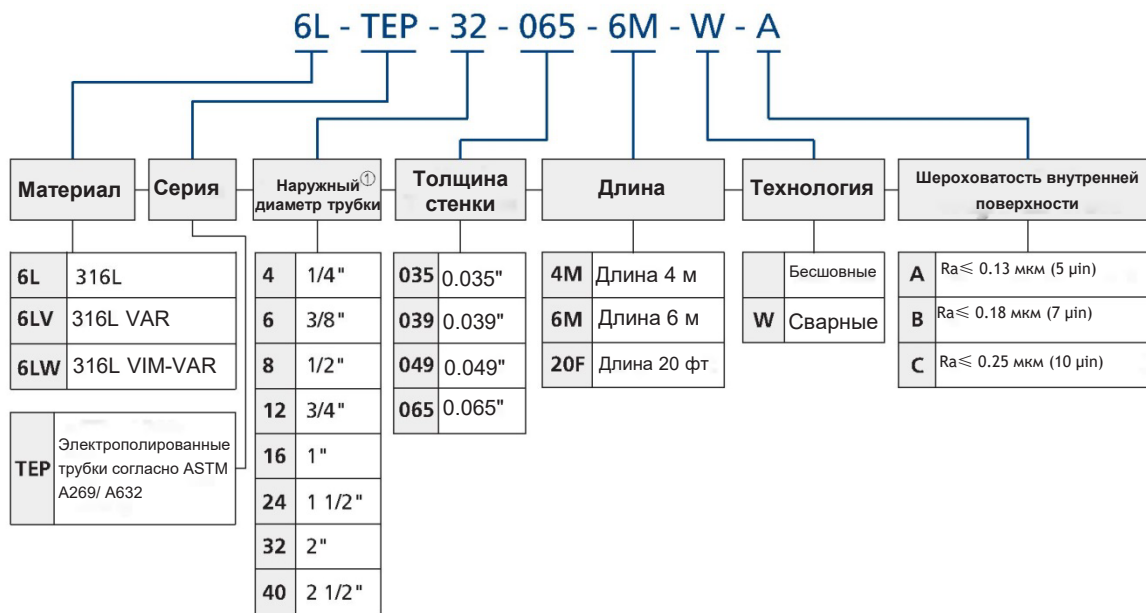 6L - TEP - 32 - 065 - 6M - W - A
Материал
Серия
Наружный①
диаметр трубки
Толщина
стенки
Длина
Технология
Шероховатость внутренней
поверхности
6L 316L
6LV 316L VAR
6LW 316L VIM-VAR
TEP
Электрополированные
трубки согласно ASTM
A269/ A632
4 1/4"
6 3/8"
8 1/2"
12 3/4"
16 1"
24 1 1/2"
32 2"
40 2 1/2"
035 0.035"
039 0.039"
049 0.049"
065 0.065"
4M Длина 4 м
6M Длина 6 м
20F Длина 20 фт
Бесшовные
W Сварные
A Ra≤ 0.13 мкм (5 μin)
B Ra≤ 0.18 мкм (7 μin)
C Ra≤ 0.25 мкм (10 μin)